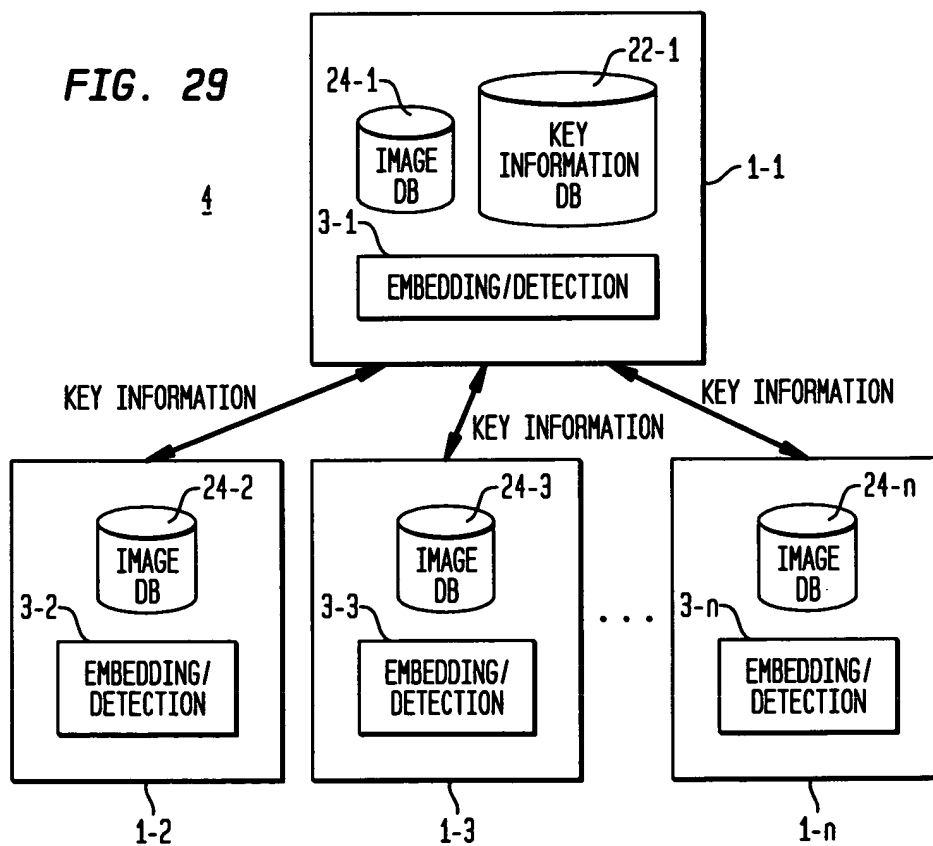 FIG. 29
4
24-1
22-1
IMAGE
DB
KEY
INFORMATION
DB
1-1
3-1
EMBEDDING/DETECTION
KEY INFORMATION
KEY INFORMATION
KEY INFORMATION
24-2
IMAGE
DB
3-2
EMBEDDING/
DETECTION
1-2
24-3
IMAGE
DB
3-3
EMBEDDING/
DETECTION
1-3
. . .
24-n
IMAGE
DB
3-n
EMBEDDING/
DETECTION
1-n